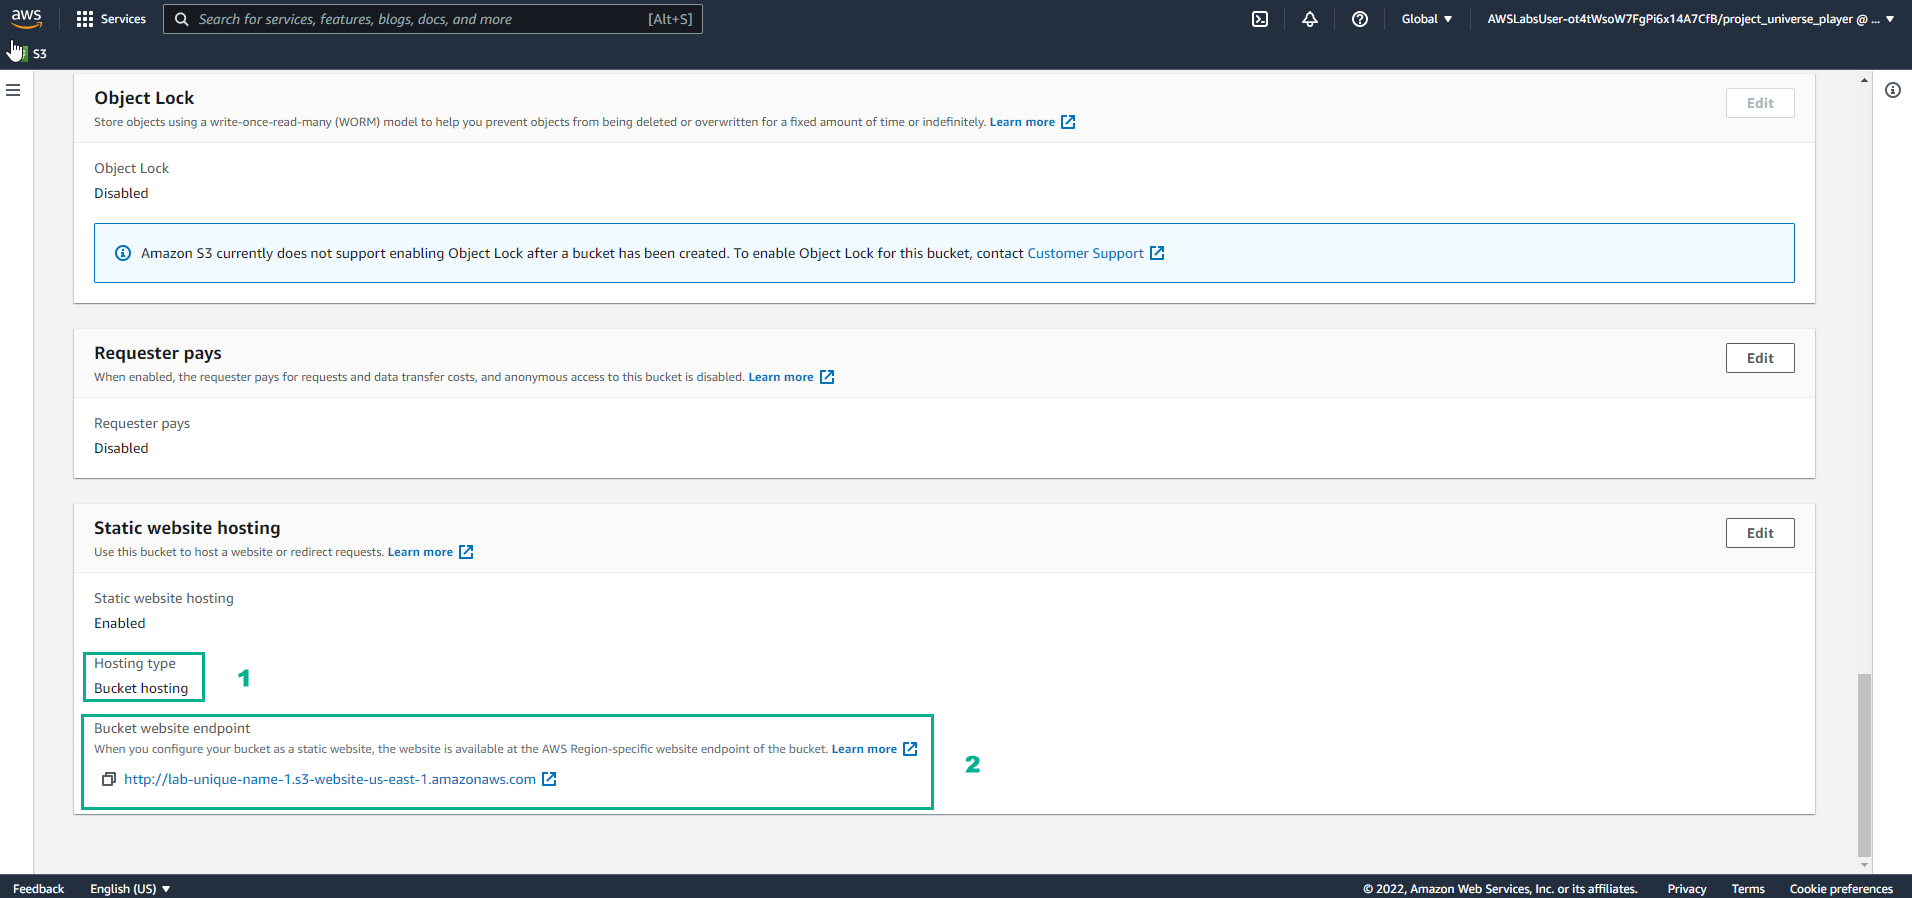 aws
Services
Search for services, features, blogs, docs, and more
[Alt+S]
Global
AWSLabsUser-ot4tWsoW7FgPi6x14A7CfB/project_universe_player @ ...
S3
Object Lock
Edit
Store objects using a write-once-read-many (WORM) model to help you prevent objects from being deleted or overwritten for a fixed amount of time or indefinitely. Learn more
Object Lock
Disabled
Amazon S3 currently does not support enabling Object Lock after a bucket has been created. To enable Object Lock for this bucket, contact Customer Support
Requester pays
Edit
When enabled, the requester pays for requests and data transfer costs, and anonymous access to this bucket is disabled. Learn more
Requester pays
Disabled
Static website hosting
Edit
Use this bucket to host a website or redirect requests. Learn more
Static website hosting
Enabled
Hosting type
Bucket hosting
1
Bucket website endpoint
When you configure your bucket as a static website, the website is available at the AWS Region-specific website endpoint of the bucket. Learn more
2
http://lab-unique-name-1.s3-website-us-east-1.amazonaws.com
Feedback
English (US)
© 2022, Amazon Web Services, Inc. or its affiliates.
Privacy
Terms
Cookie preferences